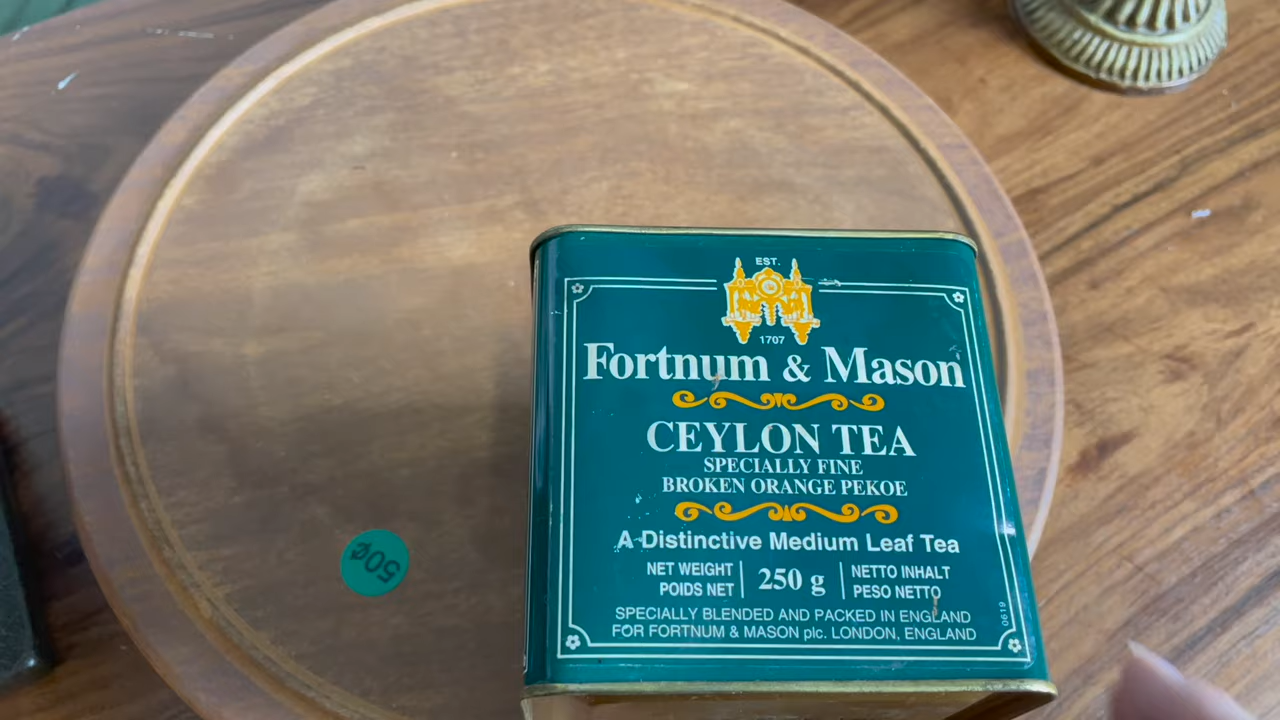 EST.
1707
Fortnum & Mason
CEYLON TEA
SPECIALLY FINE
BROKEN ORANGE PEKOE
A Distinctive Medium Leaf Tea
NET WEIGHT
POIDS NET
250 g
NETTO INHALT
PESO NETTO
SPECIALLY BLENDED AND PACKED IN ENGLAND
FOR FORTNUM & MASON plc. LONDON, ENGLAND
0619
50¢